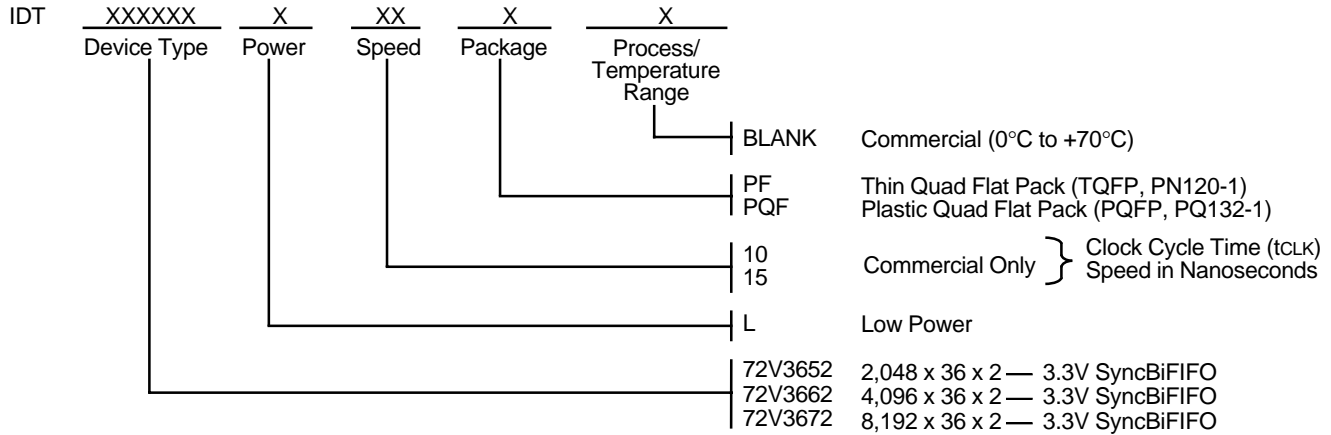 IDT XXXXXX X XX X X
Device Type Power Speed Package Process/
Temperature
Range
BLANK Commercial (0°C to +70°C)
PF Thin Quad Flat Pack (TQFP, PN120-1)
PQF Plastic Quad Flat Pack (PQFP, PQ132-1)
10
15
Commercial Only
Clock Cycle Time (tCLK)
Speed in Nanoseconds
L Low Power
72V3652 2,048 x 36 x 2 — 3.3V SyncBiFIFO
72V3662 4,096 x 36 x 2 — 3.3V SyncBiFIFO
72V3672 8,192 x 36 x 2 — 3.3V SyncBiFIFO